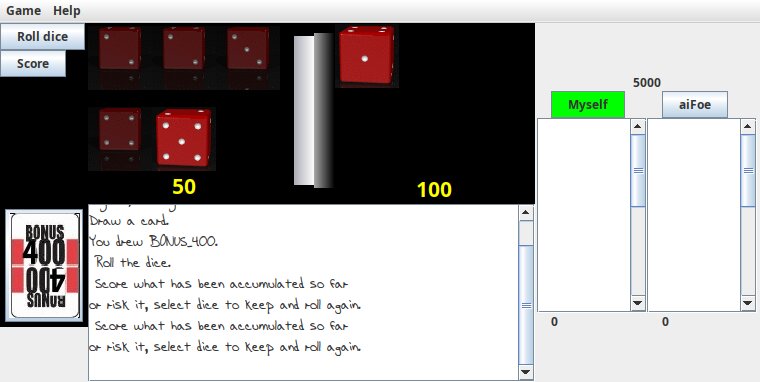 Game Help
Roll dice
Score
50
100
5000
Myself aiFoe
BONUS
400
400
BONUS
Draw a card.
You drew BONUS_400.
Roll the dice.
Score what has been accumulated so far
or risk it, select dice to keep and roll again.
Score what has been accumulated so far
or risk it, select dice to keep and roll again.
0 0